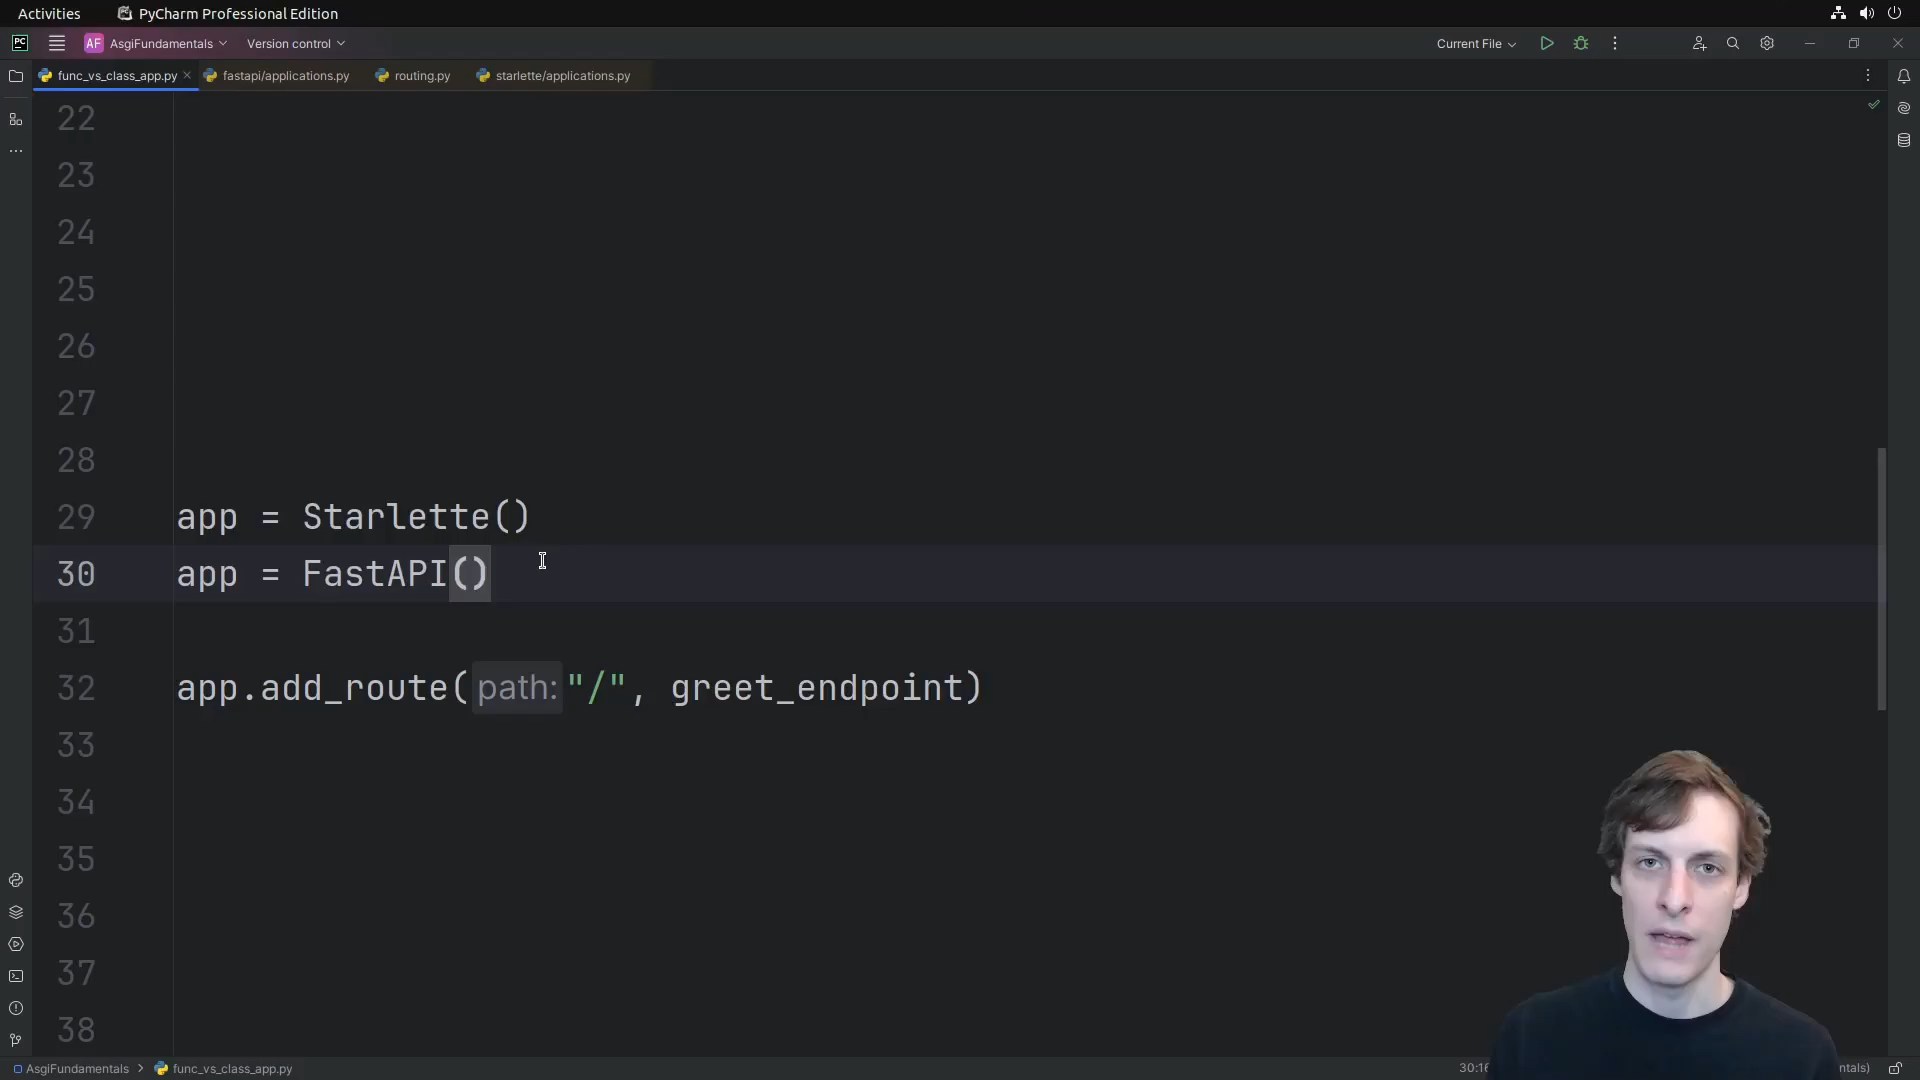 Activities PyCharm Professional Edition
PC AF AsgiFundamentals Version control Current File
func_vs_class_app.py fastapi/applications.py routing.py starlette/applications.py
22
23
24
25
26
27
28
29 app = Starlette()
30 app = FastAPI()
31
32 app.add_route(path: "/", greet_endpoint)
33
34
35
36
37
38
AsgiFundamentals func_vs_class_app.py